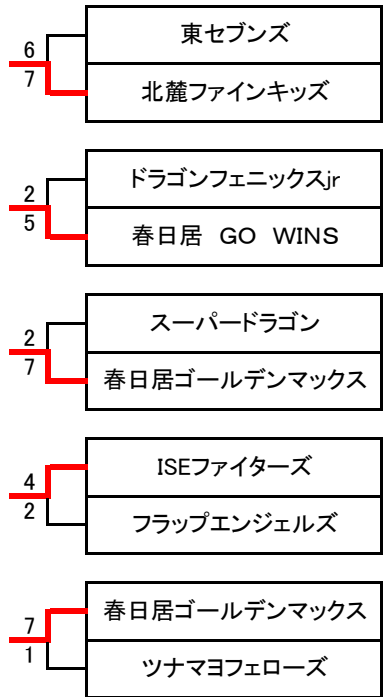 6
東セブンズ
7
北麓ファインキッズ
2
ドラゴンフェニックスjr
5
春日居　GO　WINS
2
スーパードラゴン
7
春日居ゴールデンマックス
4
ISEファイターズ
2
フラップエンジェルズ
7
春日居ゴールデンマックス
1
ツナマヨフェローズ